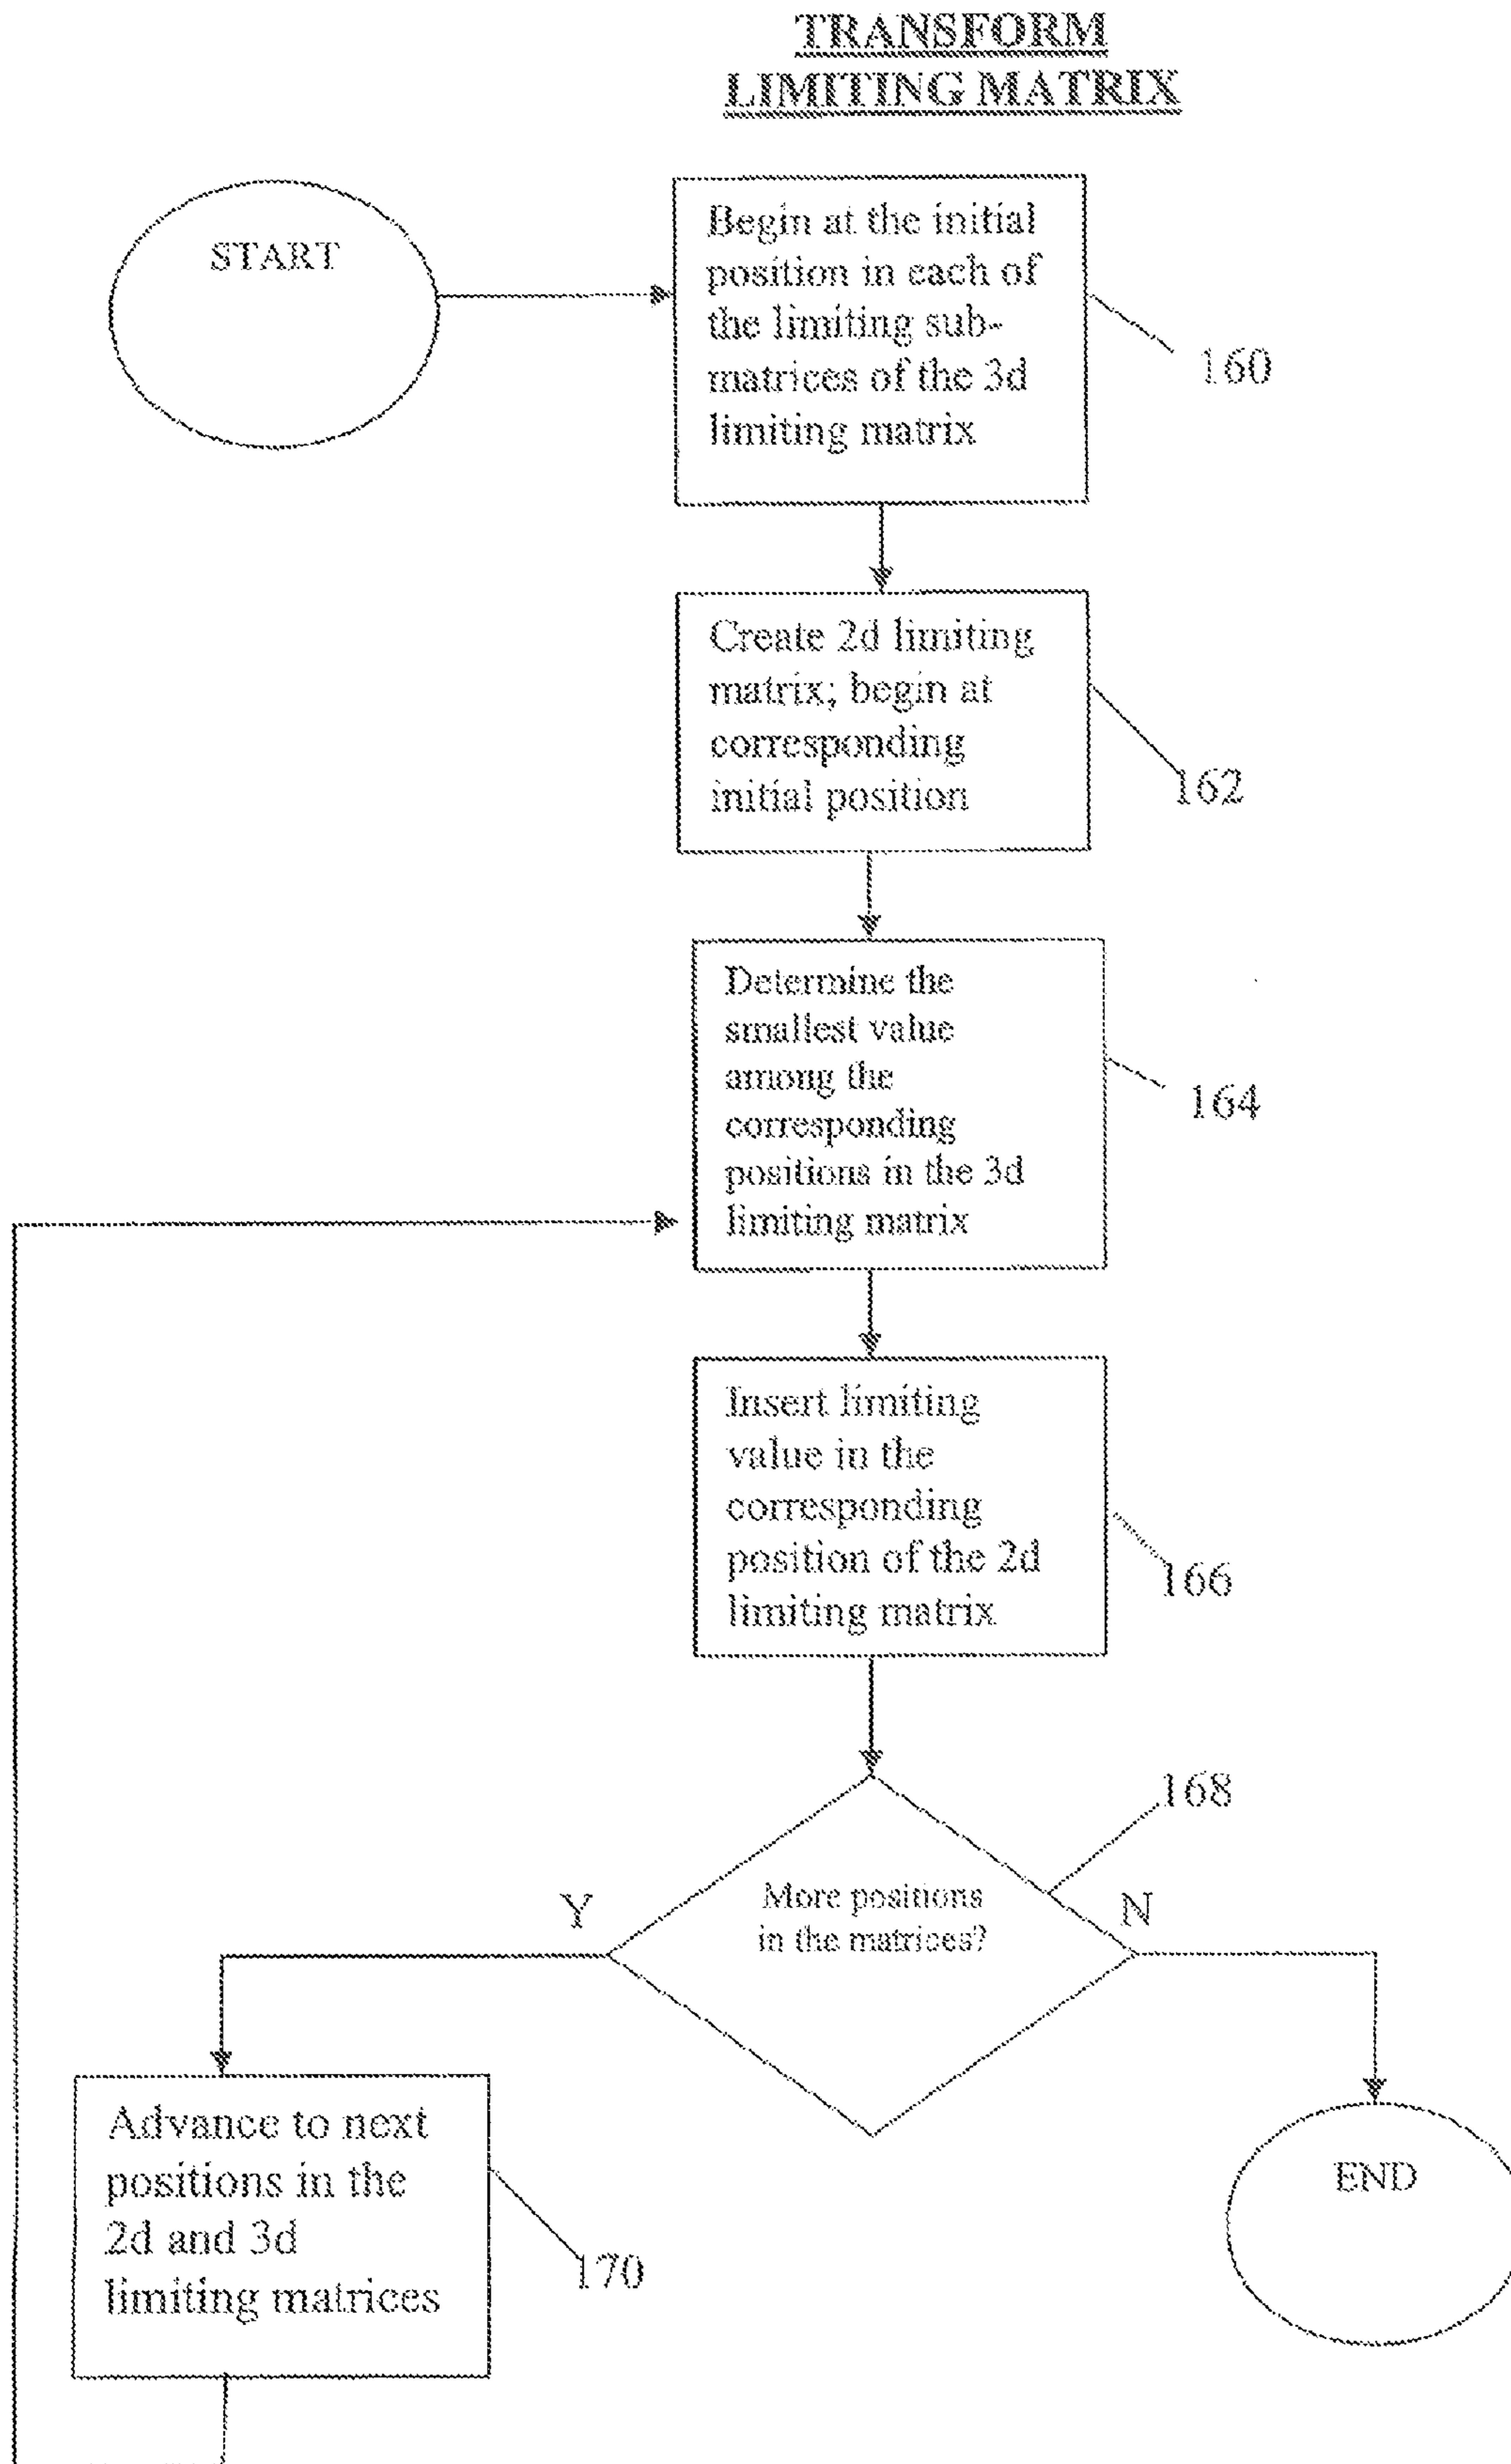 TRANSFORM
LIMITING MATRIX
START
Begin at the initial
position in each of
the limiting sub-
matrices of the 3d
limiting matrix
160
Create 2d limiting
matrix; begin at
corresponding
initial position
162
Determine the
smallest value
among the
corresponding
positions in the 3d
limiting matrix
164
Insert limiting
value in the
corresponding
position of the 2d
limiting matrix
166
168
More positions
in the matrices?
Y
N
Advance to next
positions in the
2d and 3d
limiting matrices
170
END